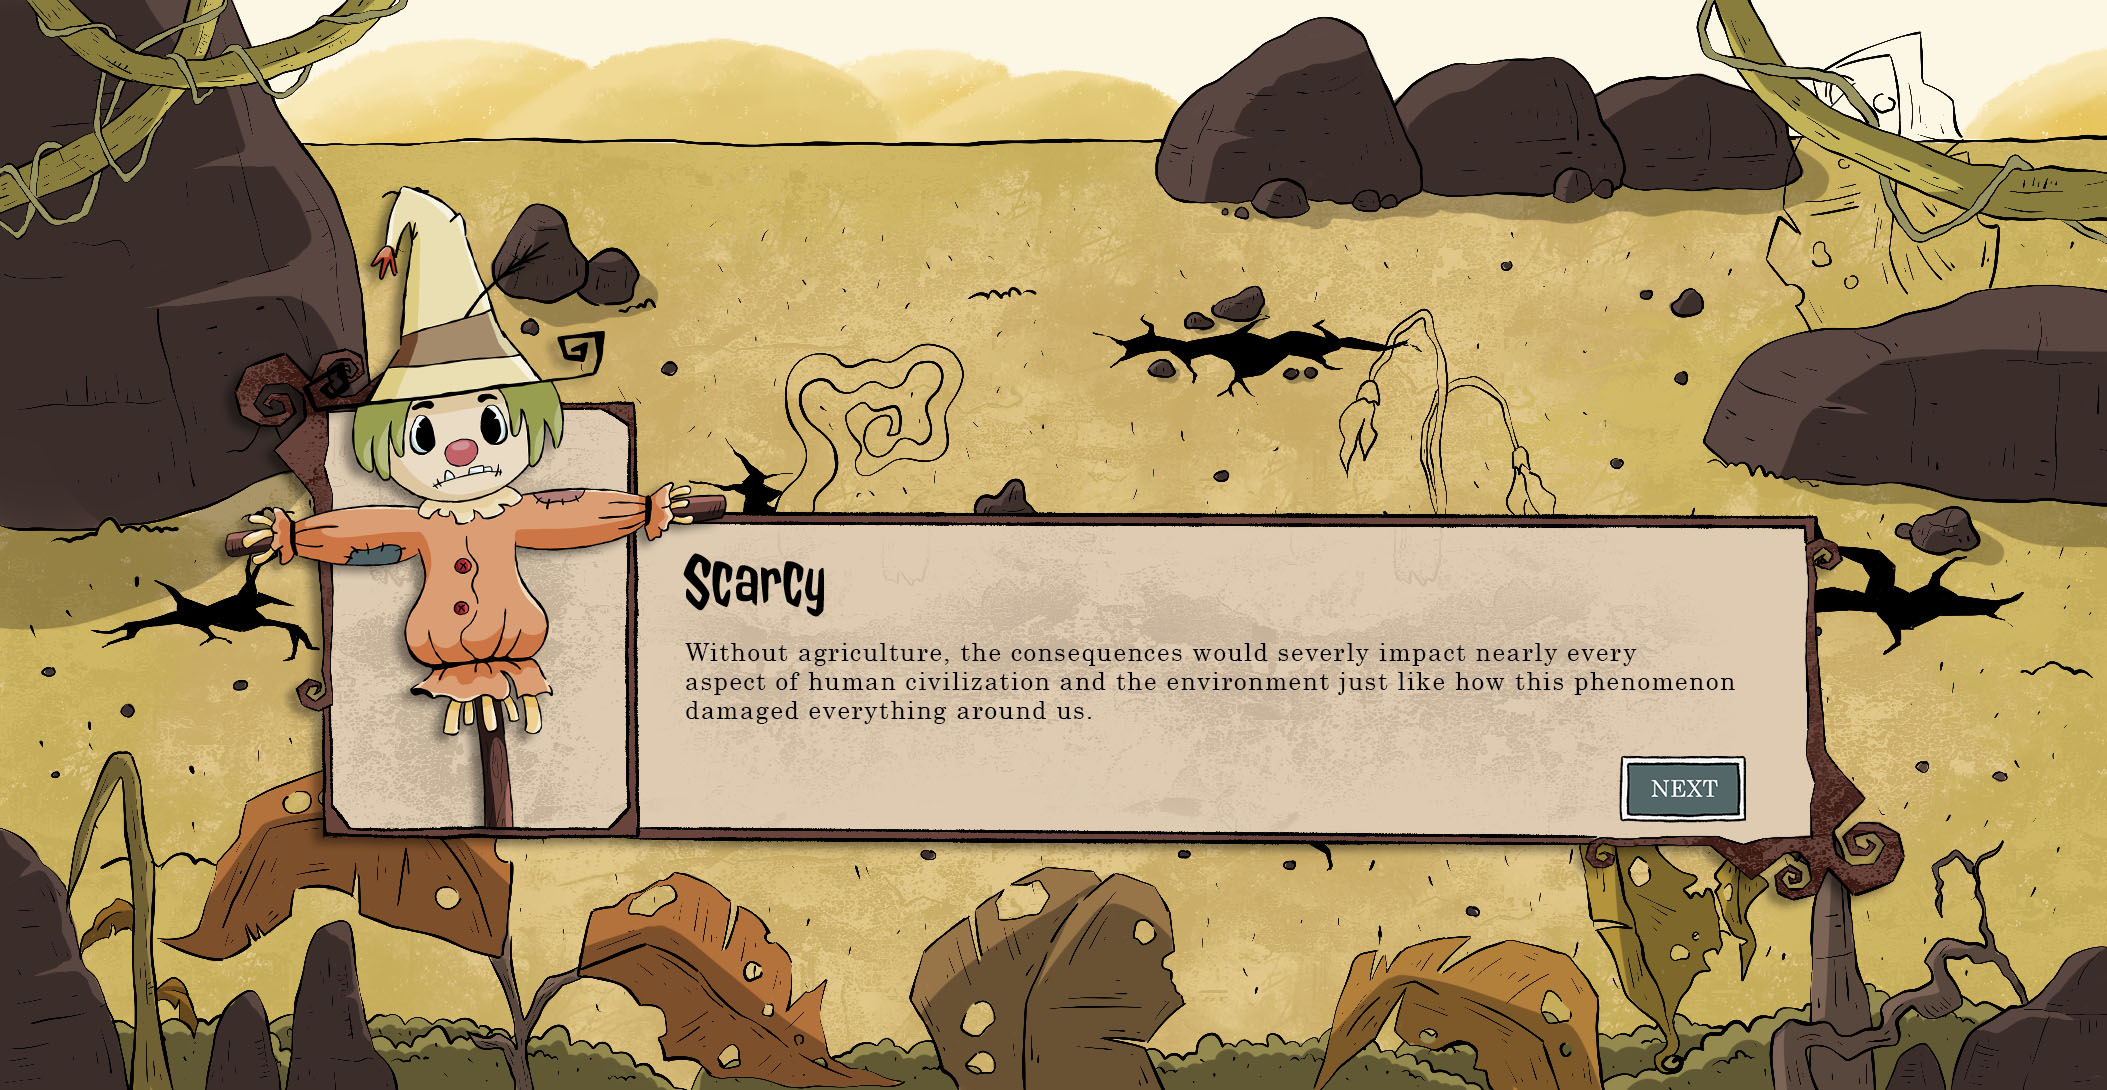 Scarcy
Without agriculture, the consequences would severly impact nearly every
aspect of human civilization and the environment just like how this phenomenon
damaged everything around us.
NEXT